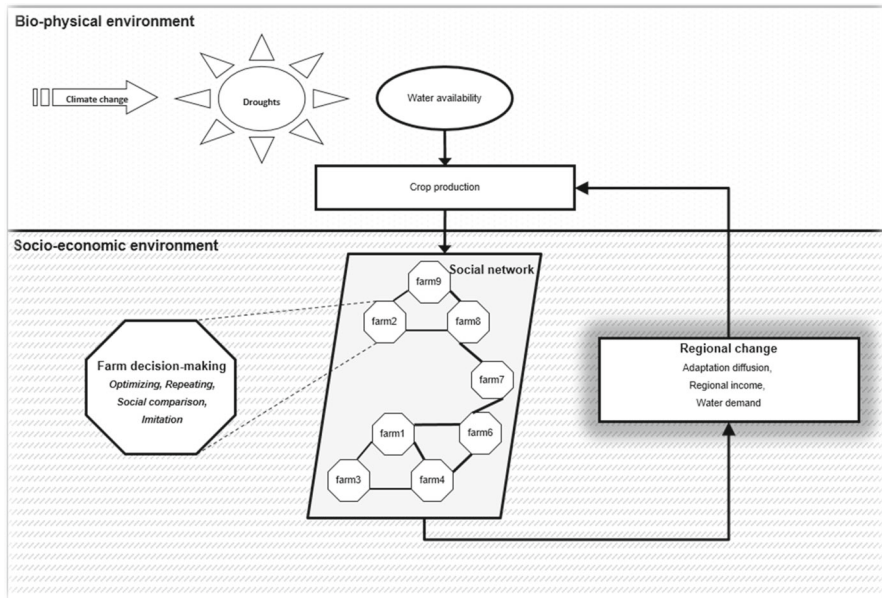 Bio-physical environment
Climate change
Droughts
Water availability
Crop production
Socio-economic environment
Social network
farm9
farm2
farm8
farm7
farm1
farm6
farm3
farm4
Farm decision-making
Optimizing, Repeating,
Social comparison,
Imitation
Regional change
Adaptation diffusion,
Regional income,
Water demand